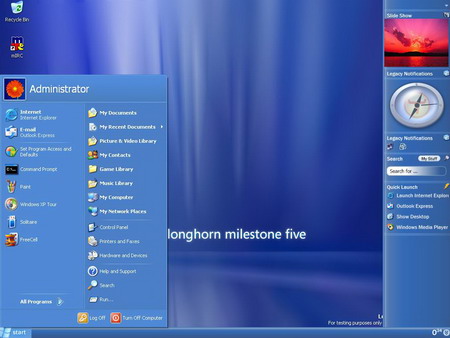 Recycle Bin
mIRC
Administrator
Internet
Internet Explorer
E-mail
Outlook Express
Set Program Access and
Defaults
Command Prompt
Paint
Windows XP Tour
Solitaire
FreeCell
All Programs
My Documents
My Recent Documents
Picture & Video Library
My Contacts
Game Library
Music Library
My Computer
My Network Places
Control Panel
Printers and Faxes
Hardware and Devices
Help and Support
Search
Run...
Log Off
Turn Off Computer
start
longhorn milestone five
For testing purposes only
Slide Show
Legacy Notifications
Legacy Notifications
Search
My Stuff
Search for ...
Quick Launch
Launch Internet Explor
Outlook Express
Show Desktop
Windows Media Player